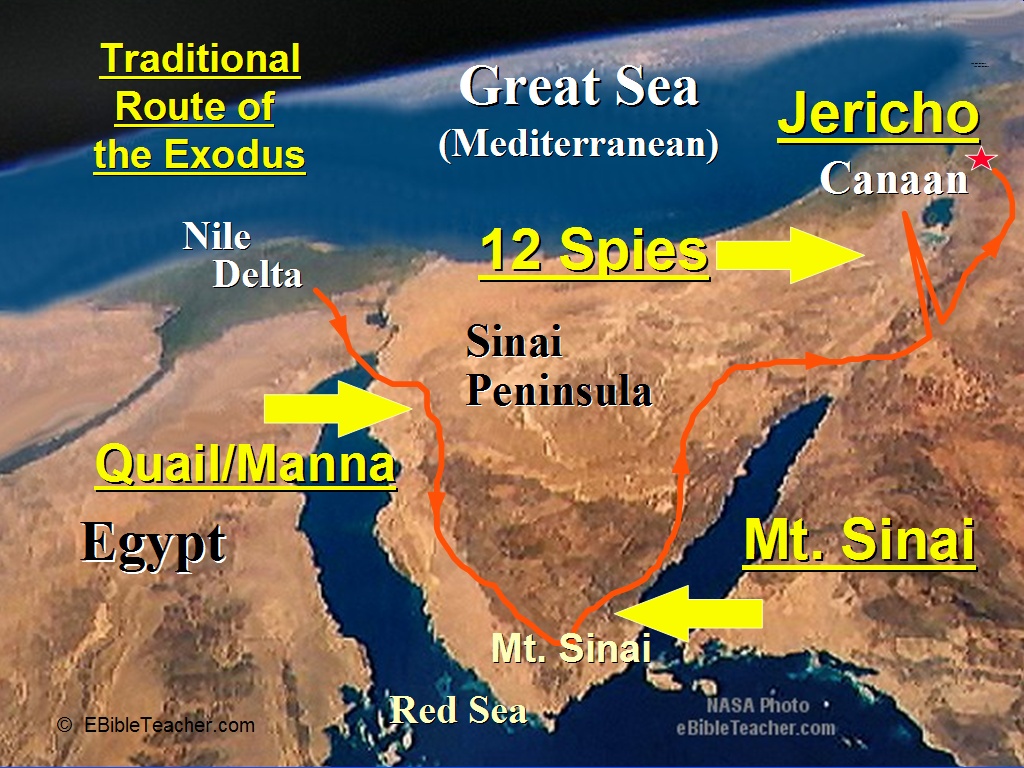 Traditional
Route of
the Exodus
Great Sea
(Mediterranean)
Jericho
Canaan
Nile
Delta
12 Spies
Sinai
Peninsula
Quail/Manna
Egypt
Mt. Sinai
Mt. Sinai
Red Sea
© EBibleTeacher.com
NASA Photo
eBibleTeacher.com